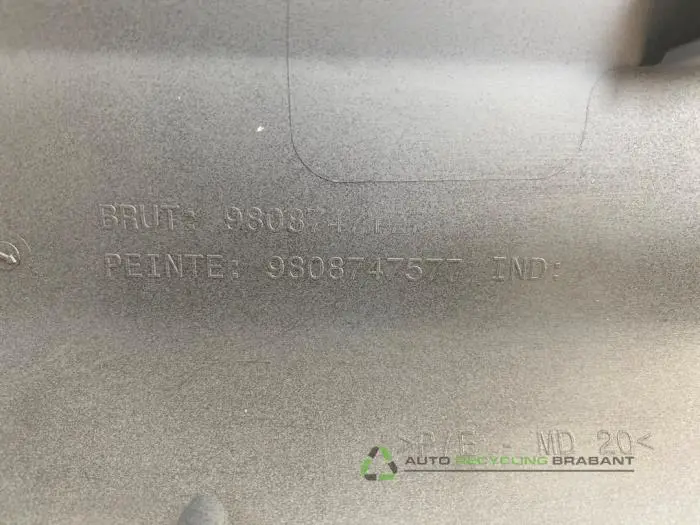 BRUT:
PEINTE: 9808747577 IND:
MD 20<
AUTO RECYCLING BRABANT